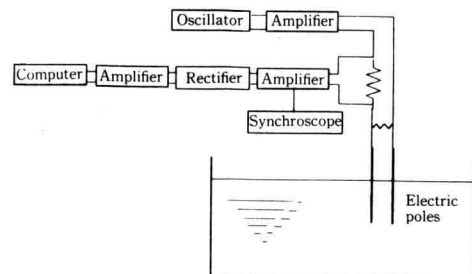 Oscillator
Amplifier
Computer
Amplifier
Rectifier
Amplifier
Synchroscope
Electric
poles